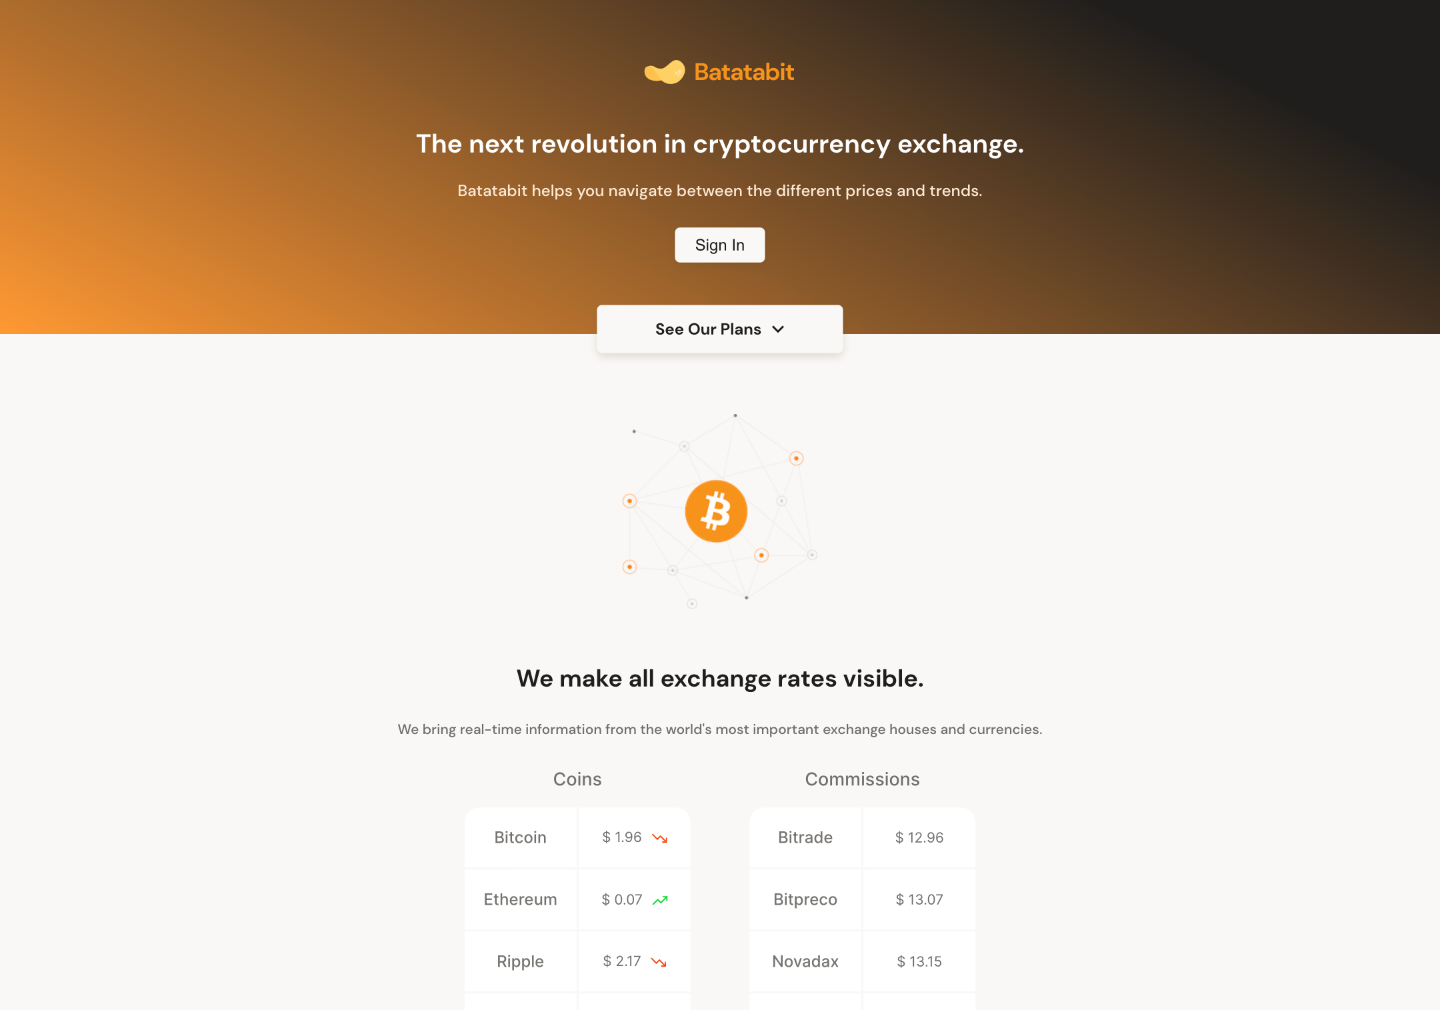 Batatabit
The next revolution in cryptocurrency exchange.
Batatabit helps you navigate between the different prices and trends.
Sign In
See Our Plans
We make all exchange rates visible.
We bring real-time information from the world's most important exchange houses and currencies.
Coins
Bitcoin $ 1.96
Ethereum $ 0.07
Ripple $ 2.17
Commissions
Bitrade $ 12.96
Bitpreco $ 13.07
Novadax $ 13.15